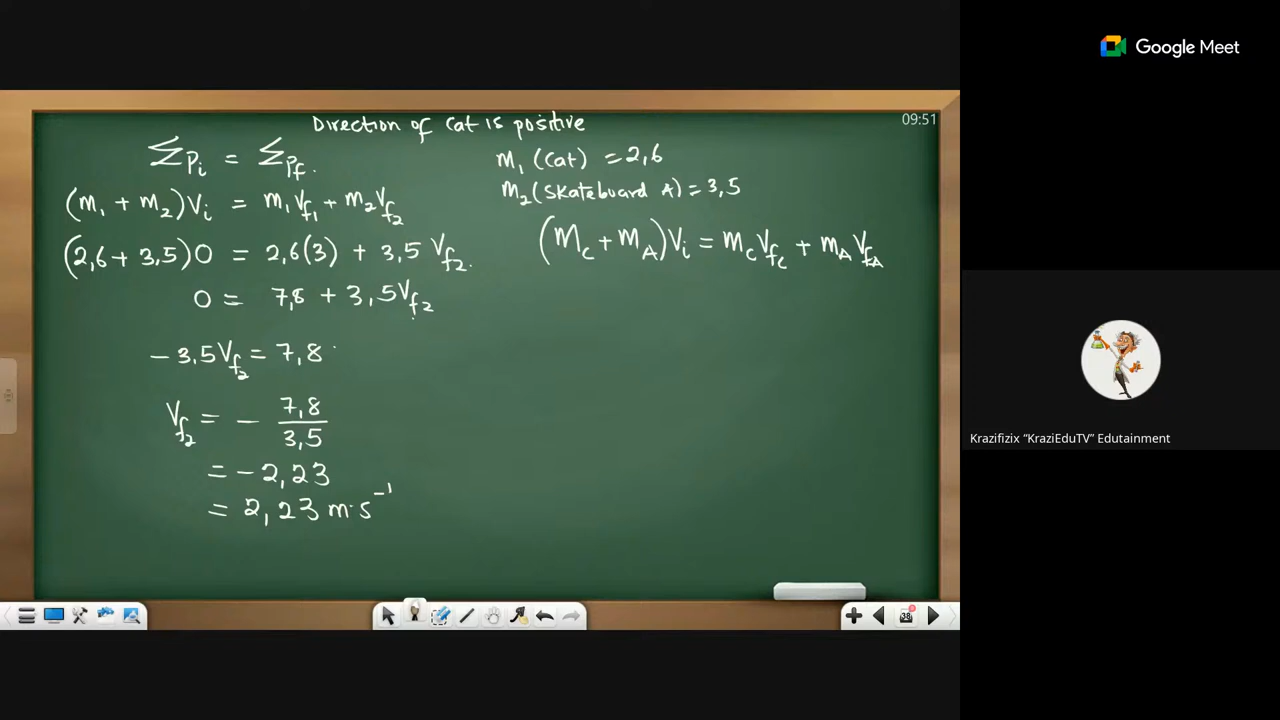 Direction of Cat is positive
09:51
Σpi = Σpf.
(m1 + m2)Vi = m1Vf1 + m2Vf2
(2,6 + 3,5)0 = 2,6(3) + 3,5 Vf2.
0 = 7,8 + 3,5Vf2
-3,5Vf2 = 7,8
Vf2 = - 7,8/3,5
= -2,23
= 2,23 m·s⁻¹
m1 (Cat) = 2,6
m2 (Skateboard A) = 3,5
(Mc + MA)Vi = McVfc + mAVfA
38
Google Meet
Krazifizix “KraziEduTV” Edutainment